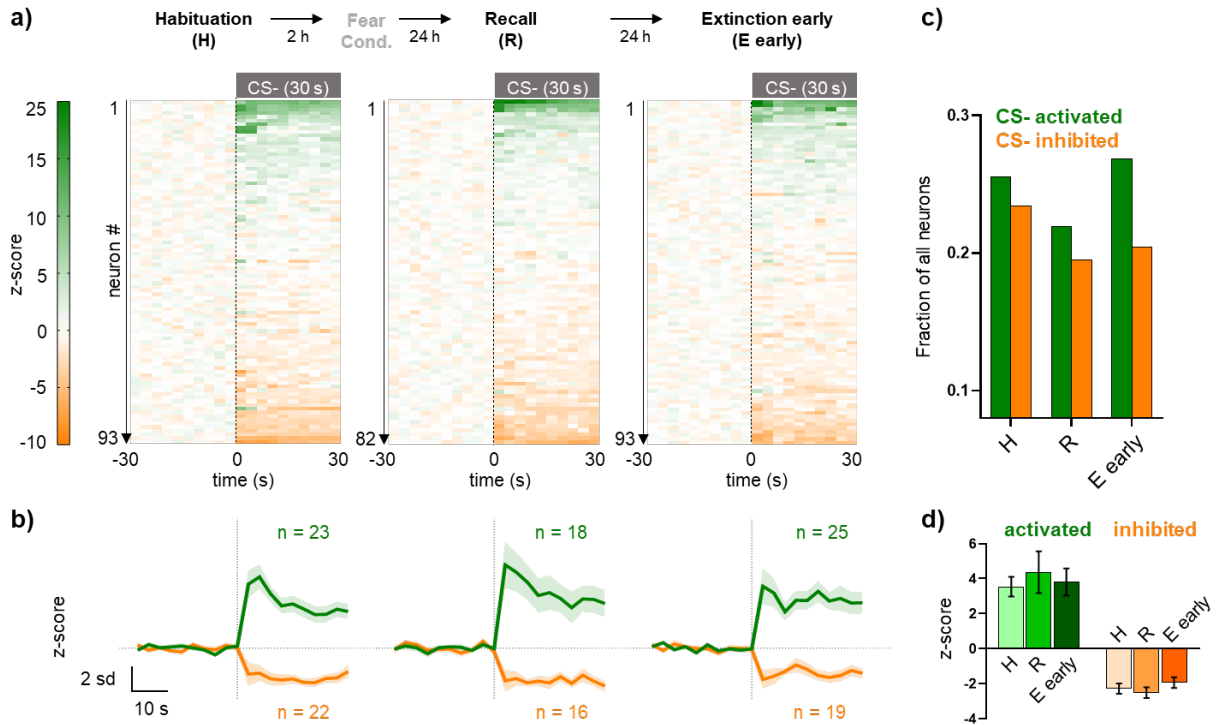 a)
Habituation
(H)
2 h
Fear
Cond.
24 h
Recall
(R)
24 h
Extinction early
(E early)
CS- (30 s)
CS- (30 s)
CS- (30 s)
25
20
15
10
5
0
-5
-10
z-score
1
neuron #
93
1
82
1
93
-30
0
30
time (s)
-30
0
30
time (s)
-30
0
30
time (s)
b)
z-score
n = 23
n = 22
n = 18
n = 16
n = 25
n = 19
2 sd
10 s
c)
CS- activated
CS- inhibited
0.3
0.2
0.1
Fraction of all neurons
H
R
E early
d)
activated
inhibited
6
4
2
0
-2
-4
z-score
H
R
E early
H
R
E early